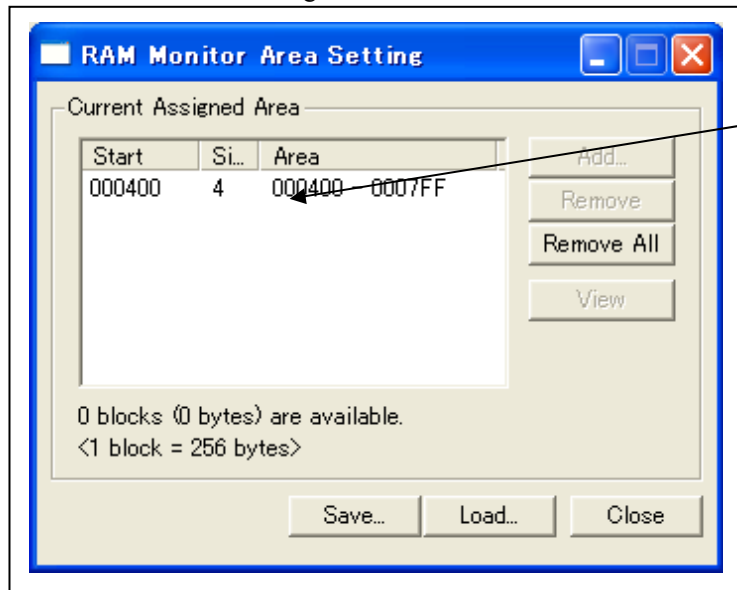 RAM Monitor Area Setting
Current Assigned Area
Start Si... Area
000400 4 000400 - 0007FF
Add...
Remove
Remove All
View
0 blocks (0 bytes) are available.
<1 block = 256 bytes>
Save... Load... Close